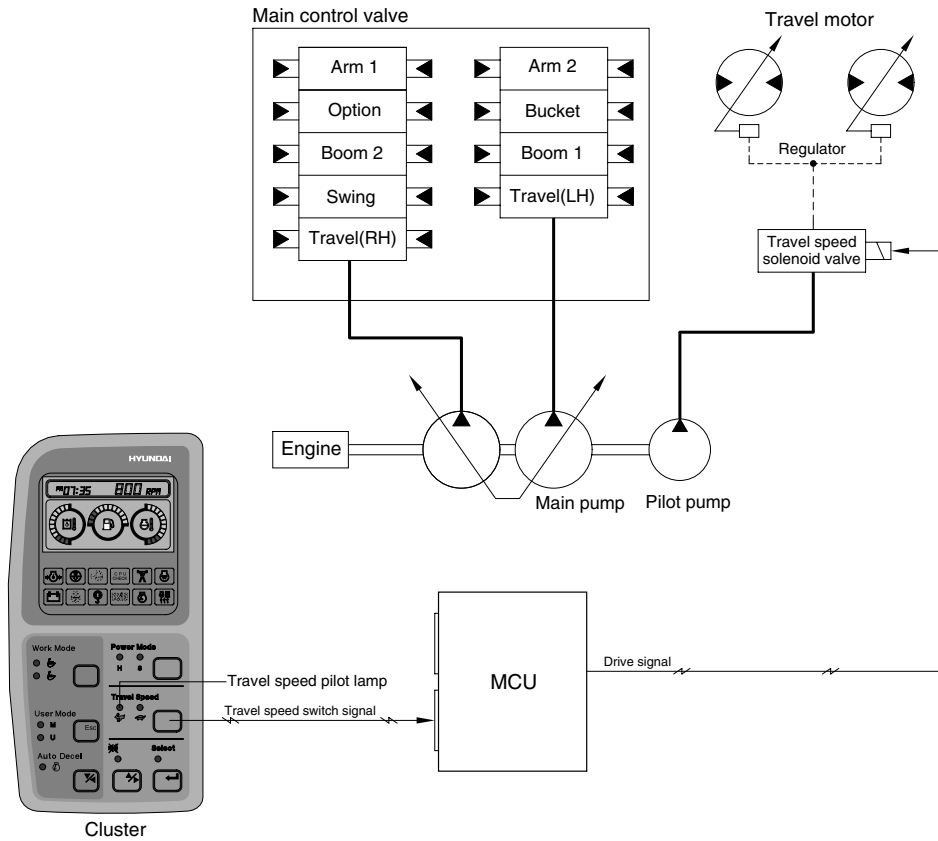 Main control valve
Travel motor
Arm 1
Arm 2
Option
Bucket
Boom 2
Boom 1
Swing
Travel(LH)
Travel(RH)
Regulator
Travel speed
solenoid valve
Engine
Main pump
Pilot pump
HYUNDAI
07:35 800 RPM
CPU
CHECK
Work Mode
Power Mode
H S
Travel speed pilot lamp
Travel Speed
Travel speed switch signal
User Mode
M
U
Esc
Auto Decel
Select
MCU
Drive signal
Cluster